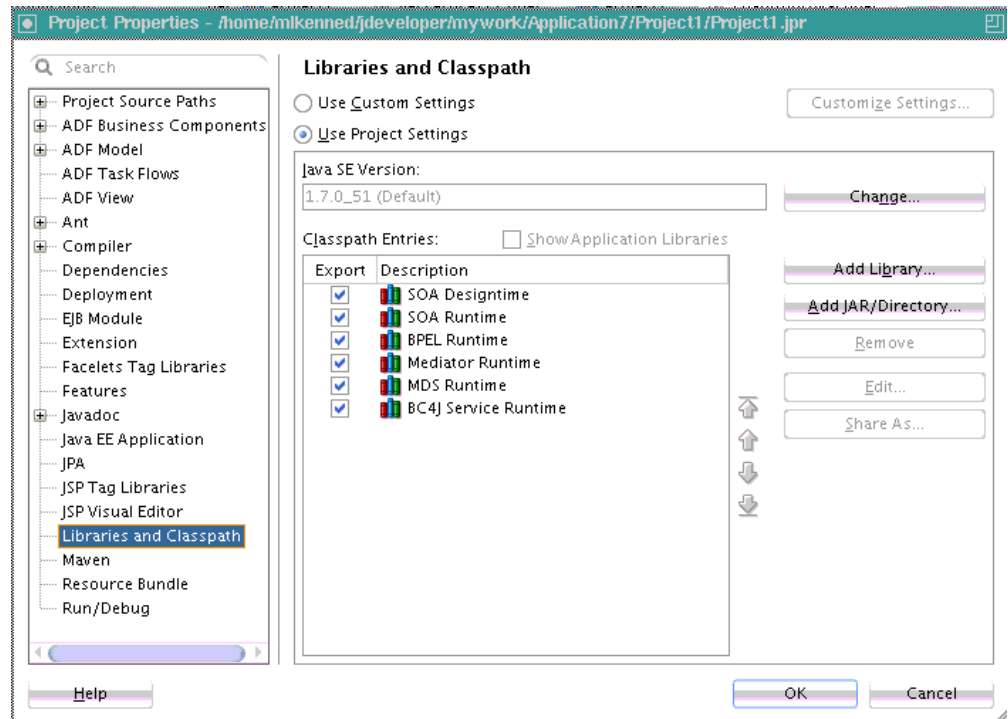 Project Properties - /home/mlkenned/jdeveloper/mywork/Application7/Project1/Project1.jpr
Search
Project Source Paths
ADF Business Components
ADF Model
ADF Task Flows
ADF View
Ant
Compiler
Dependencies
Deployment
EJB Module
Extension
Facelets Tag Libraries
Features
Javadoc
Java EE Application
JPA
JSP Tag Libraries
JSP Visual Editor
Libraries and Classpath
Maven
Resource Bundle
Run/Debug
Libraries and Classpath
Use Custom Settings
Customize Settings...
Use Project Settings
Java SE Version:
1.7.0_51 (Default)
Change...
Classpath Entries:
Show Application Libraries
Export Description
SOA Designtime
SOA Runtime
BPEL Runtime
Mediator Runtime
MDS Runtime
BC4J Service Runtime
Add Library...
Add JAR/Directory...
Remove
Edit...
Share As...
Help
OK
Cancel